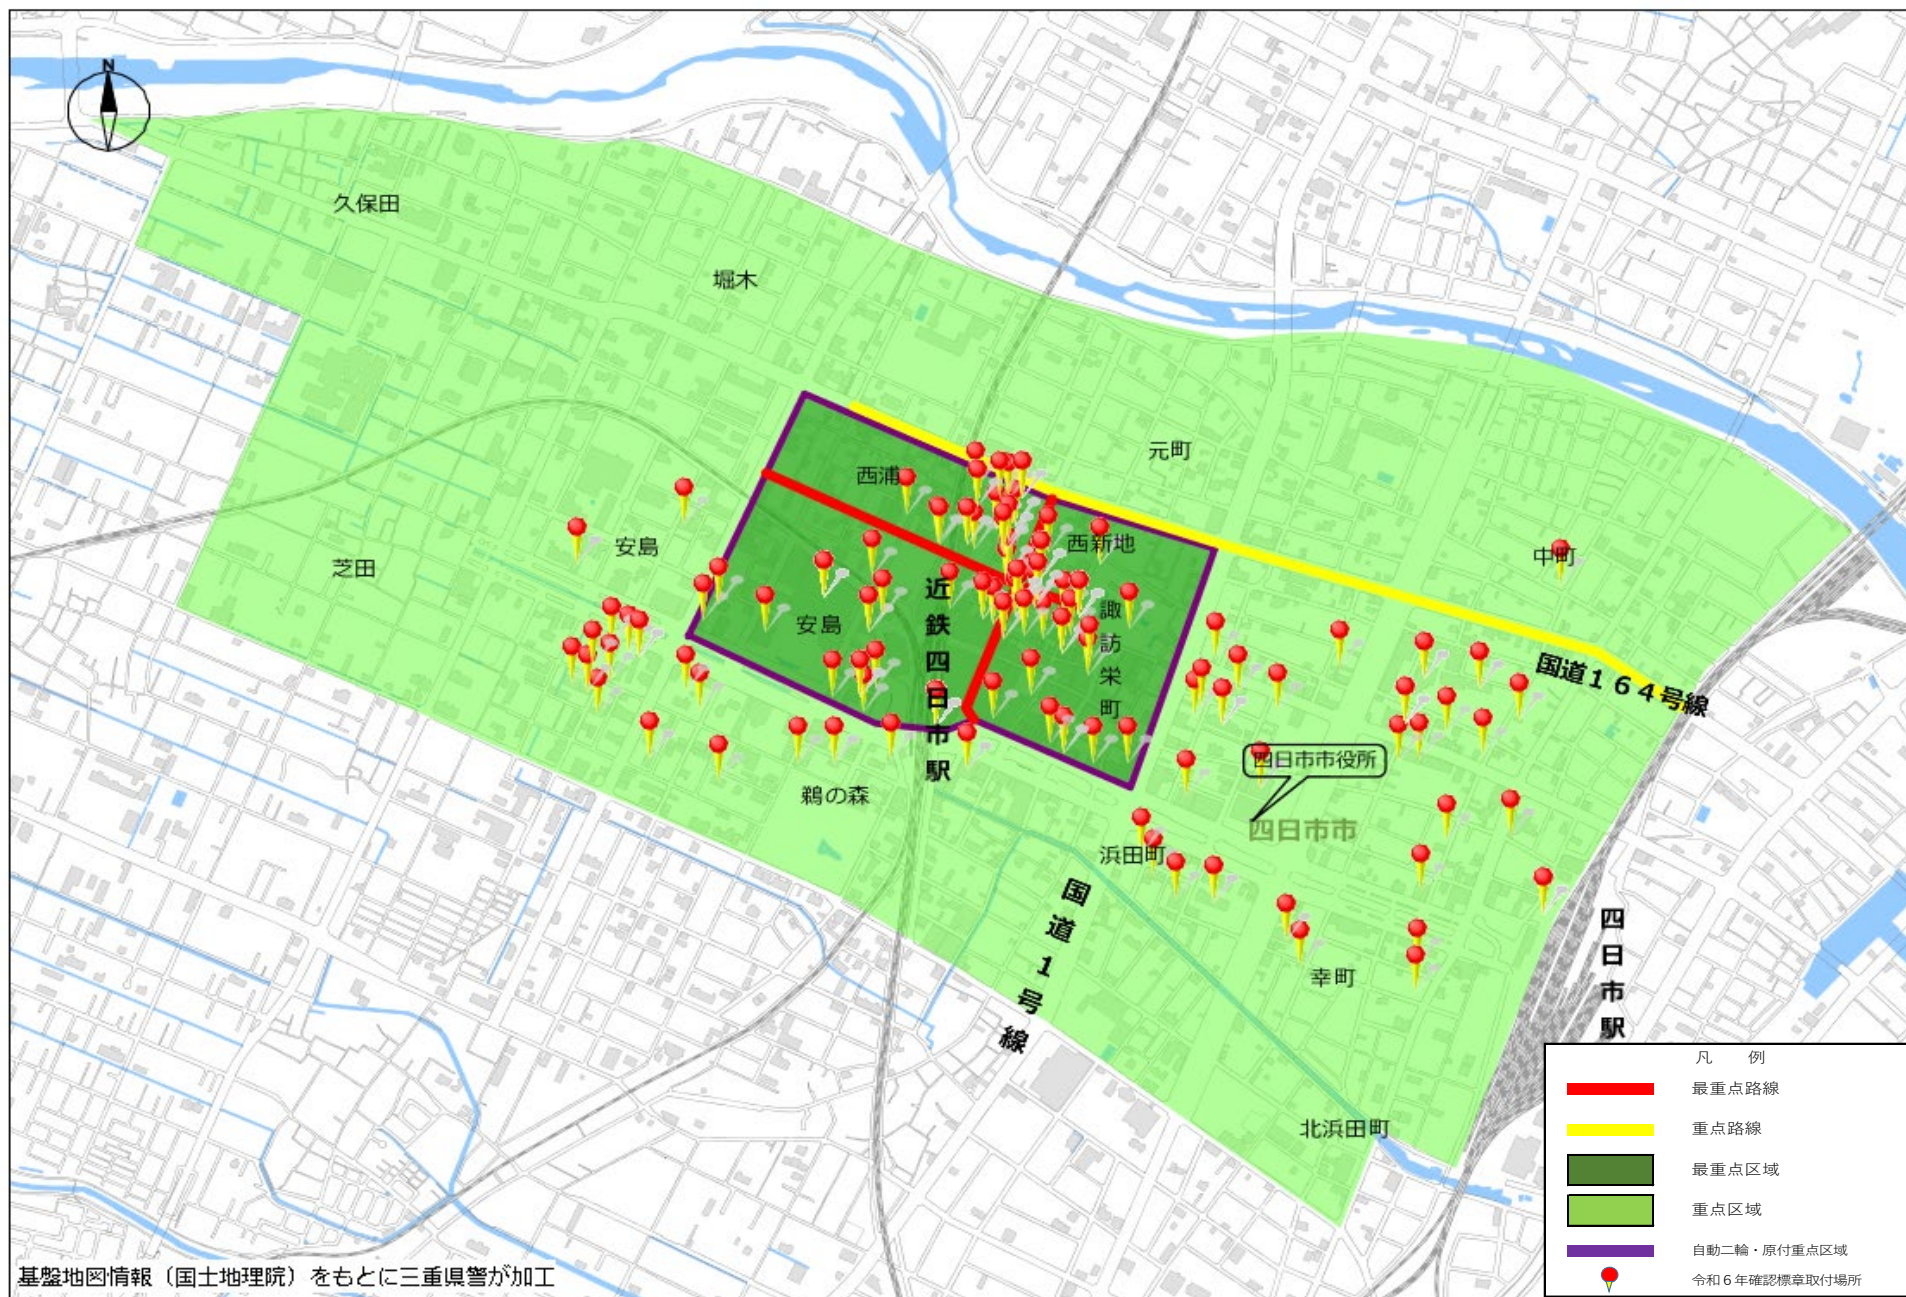 N
久保田
堀木
元町
西浦
西新地
中町
安島
芝田
近鉄四日市駅
諏訪栄町
安島
国道164号線
四日市市役所
鵜の森
四日市市
浜田町
国道1号線
四日市駅
幸町
北浜田町
凡 例
最重点路線
重点路線
最重点区域
重点区域
自動二輪・原付重点区域
令和6年確認標章取付場所
基盤地図情報（国土地理院）をもとに三重県警が加工